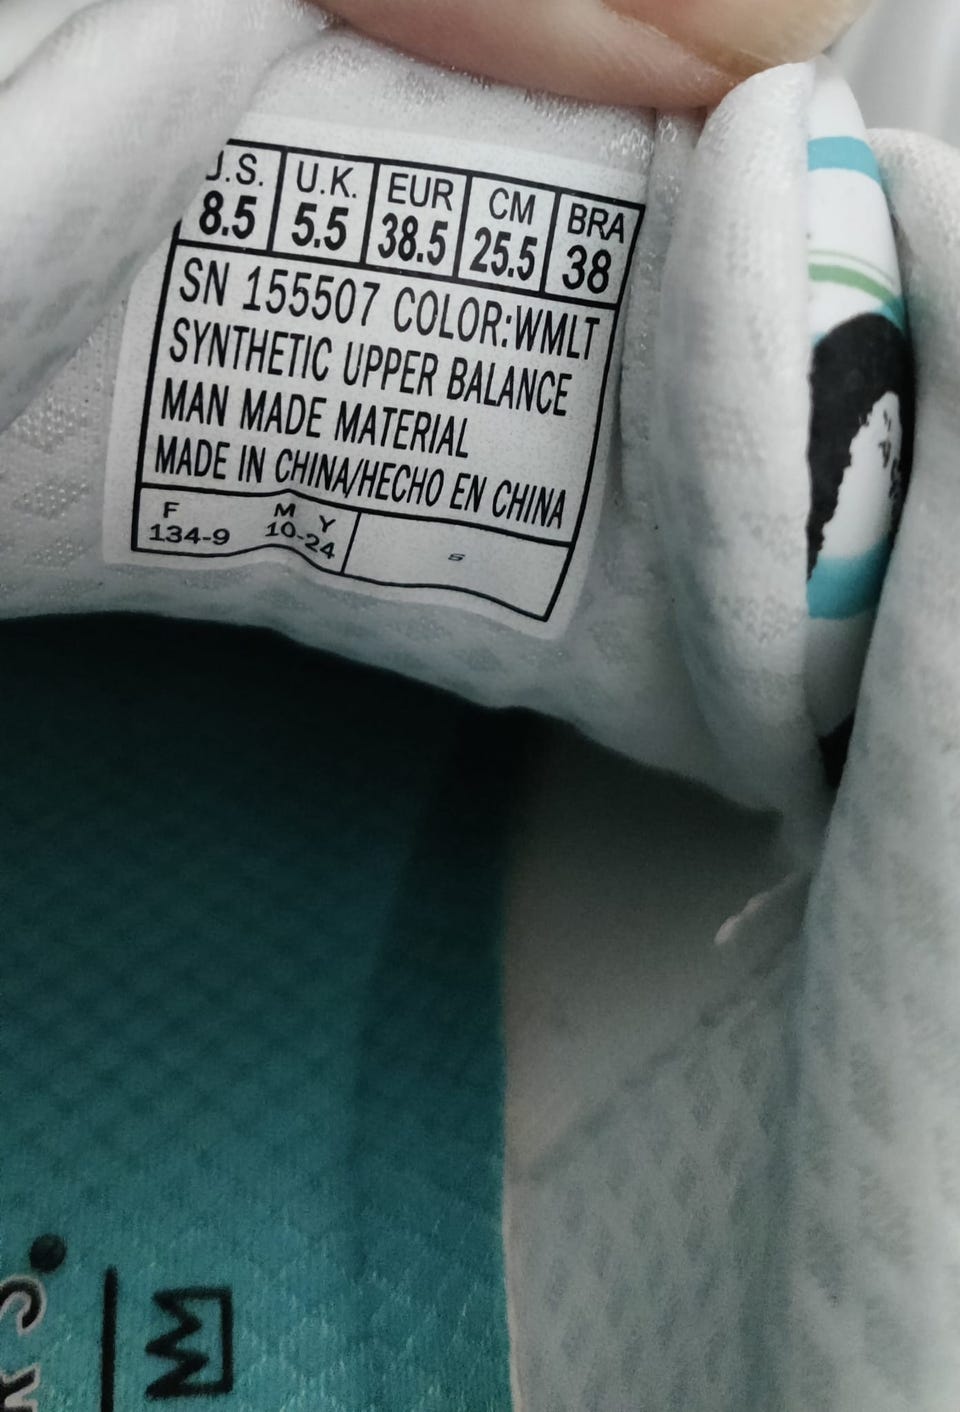 U.S. U.K. EUR CM BRA
8.5 5.5 38.5 25.5 38
SN 155507 COLOR:WMLT
SYNTHETIC UPPER BALANCE
MAN MADE MATERIAL
MADE IN CHINA/HECHO EN CHINA
F M Y
134-9 10-24 s